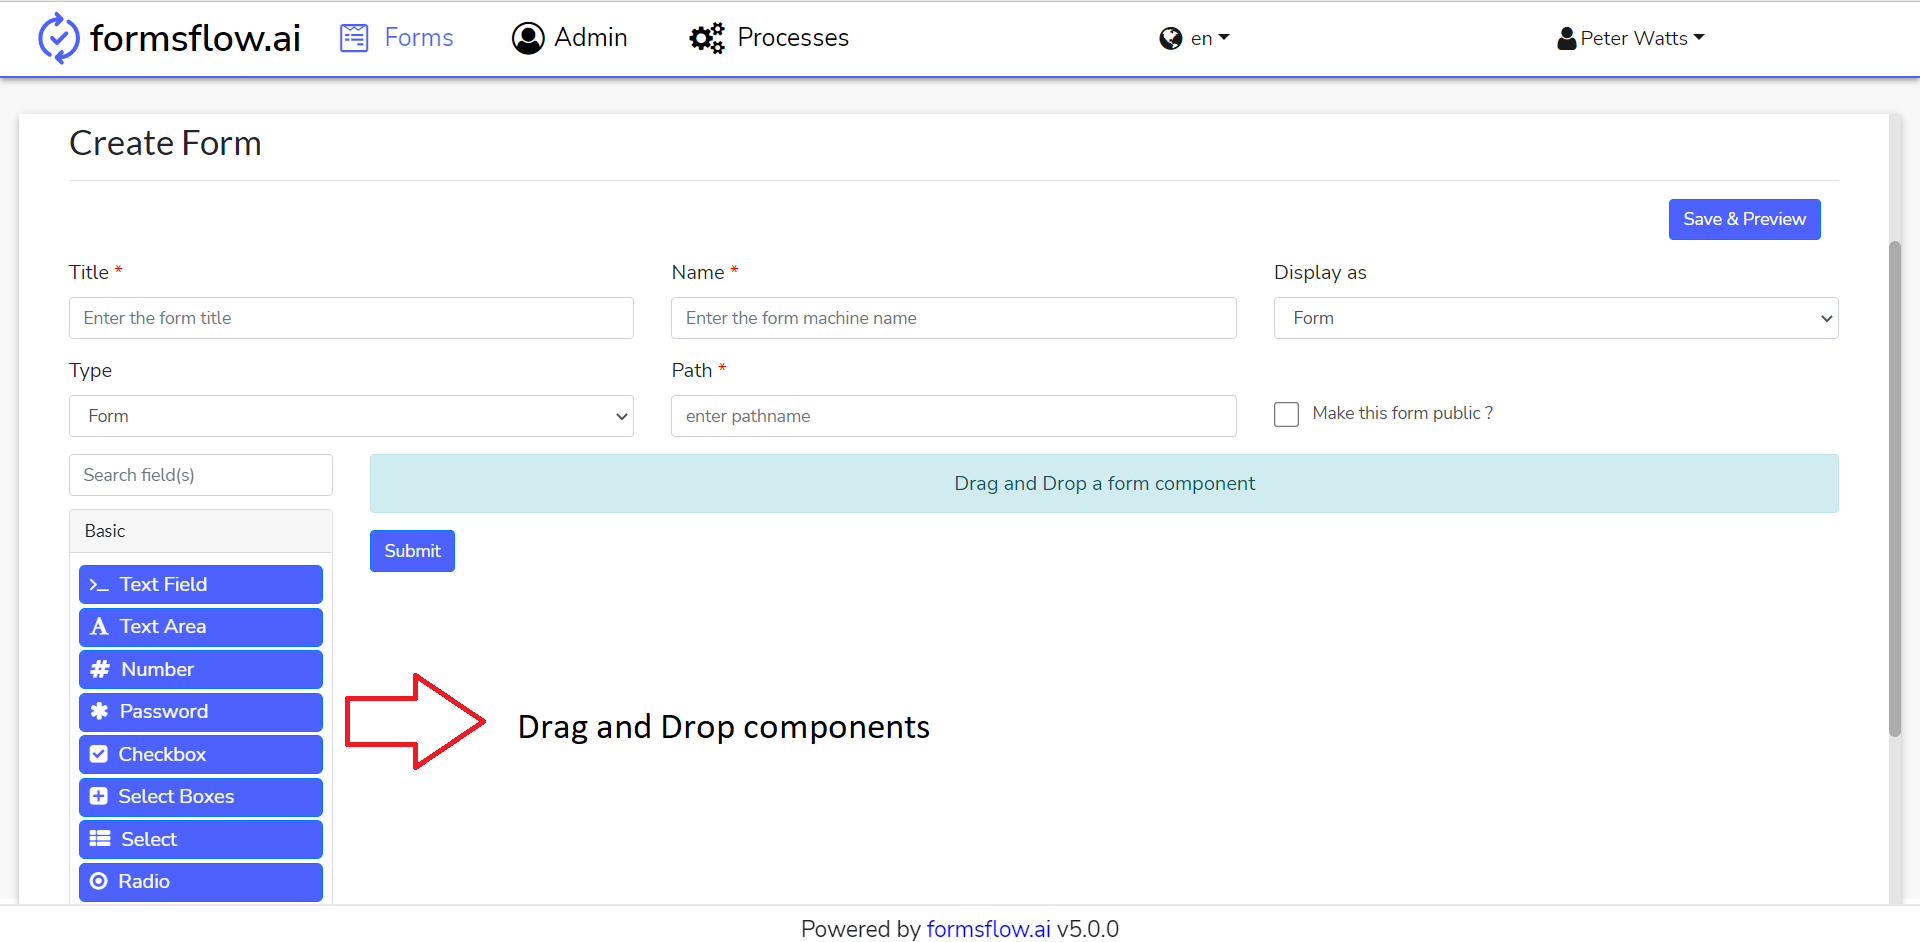 formsflow.ai Forms Admin Processes en Peter Watts
Create Form
Save & Preview
Title * Name * Display as
Enter the form title Enter the form machine name Form
Type Path *
Form enter pathname Make this form public ?
Search field(s) Drag and Drop a form component
Basic
Submit
Text Field
Text Area
Number
Password
Drag and Drop components
Checkbox
Select Boxes
Select
Radio
Powered by formsflow.ai v5.0.0